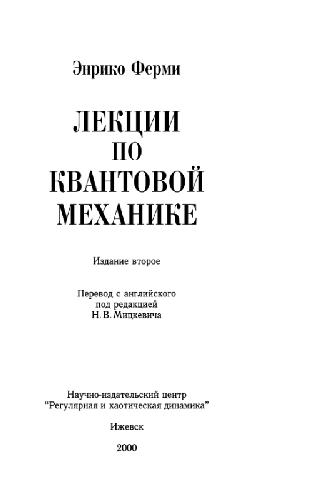 Энрико Ферми
ЛЕКЦИИ
ПО
КВАНТОВОЙ
МЕХАНИКЕ
Издание второе
Перевод с английского
под редакцией
Н. В. Мицкевича
Научно-издательский центр
"Регулярная и хаотическая динамика"
Ижевск
2000